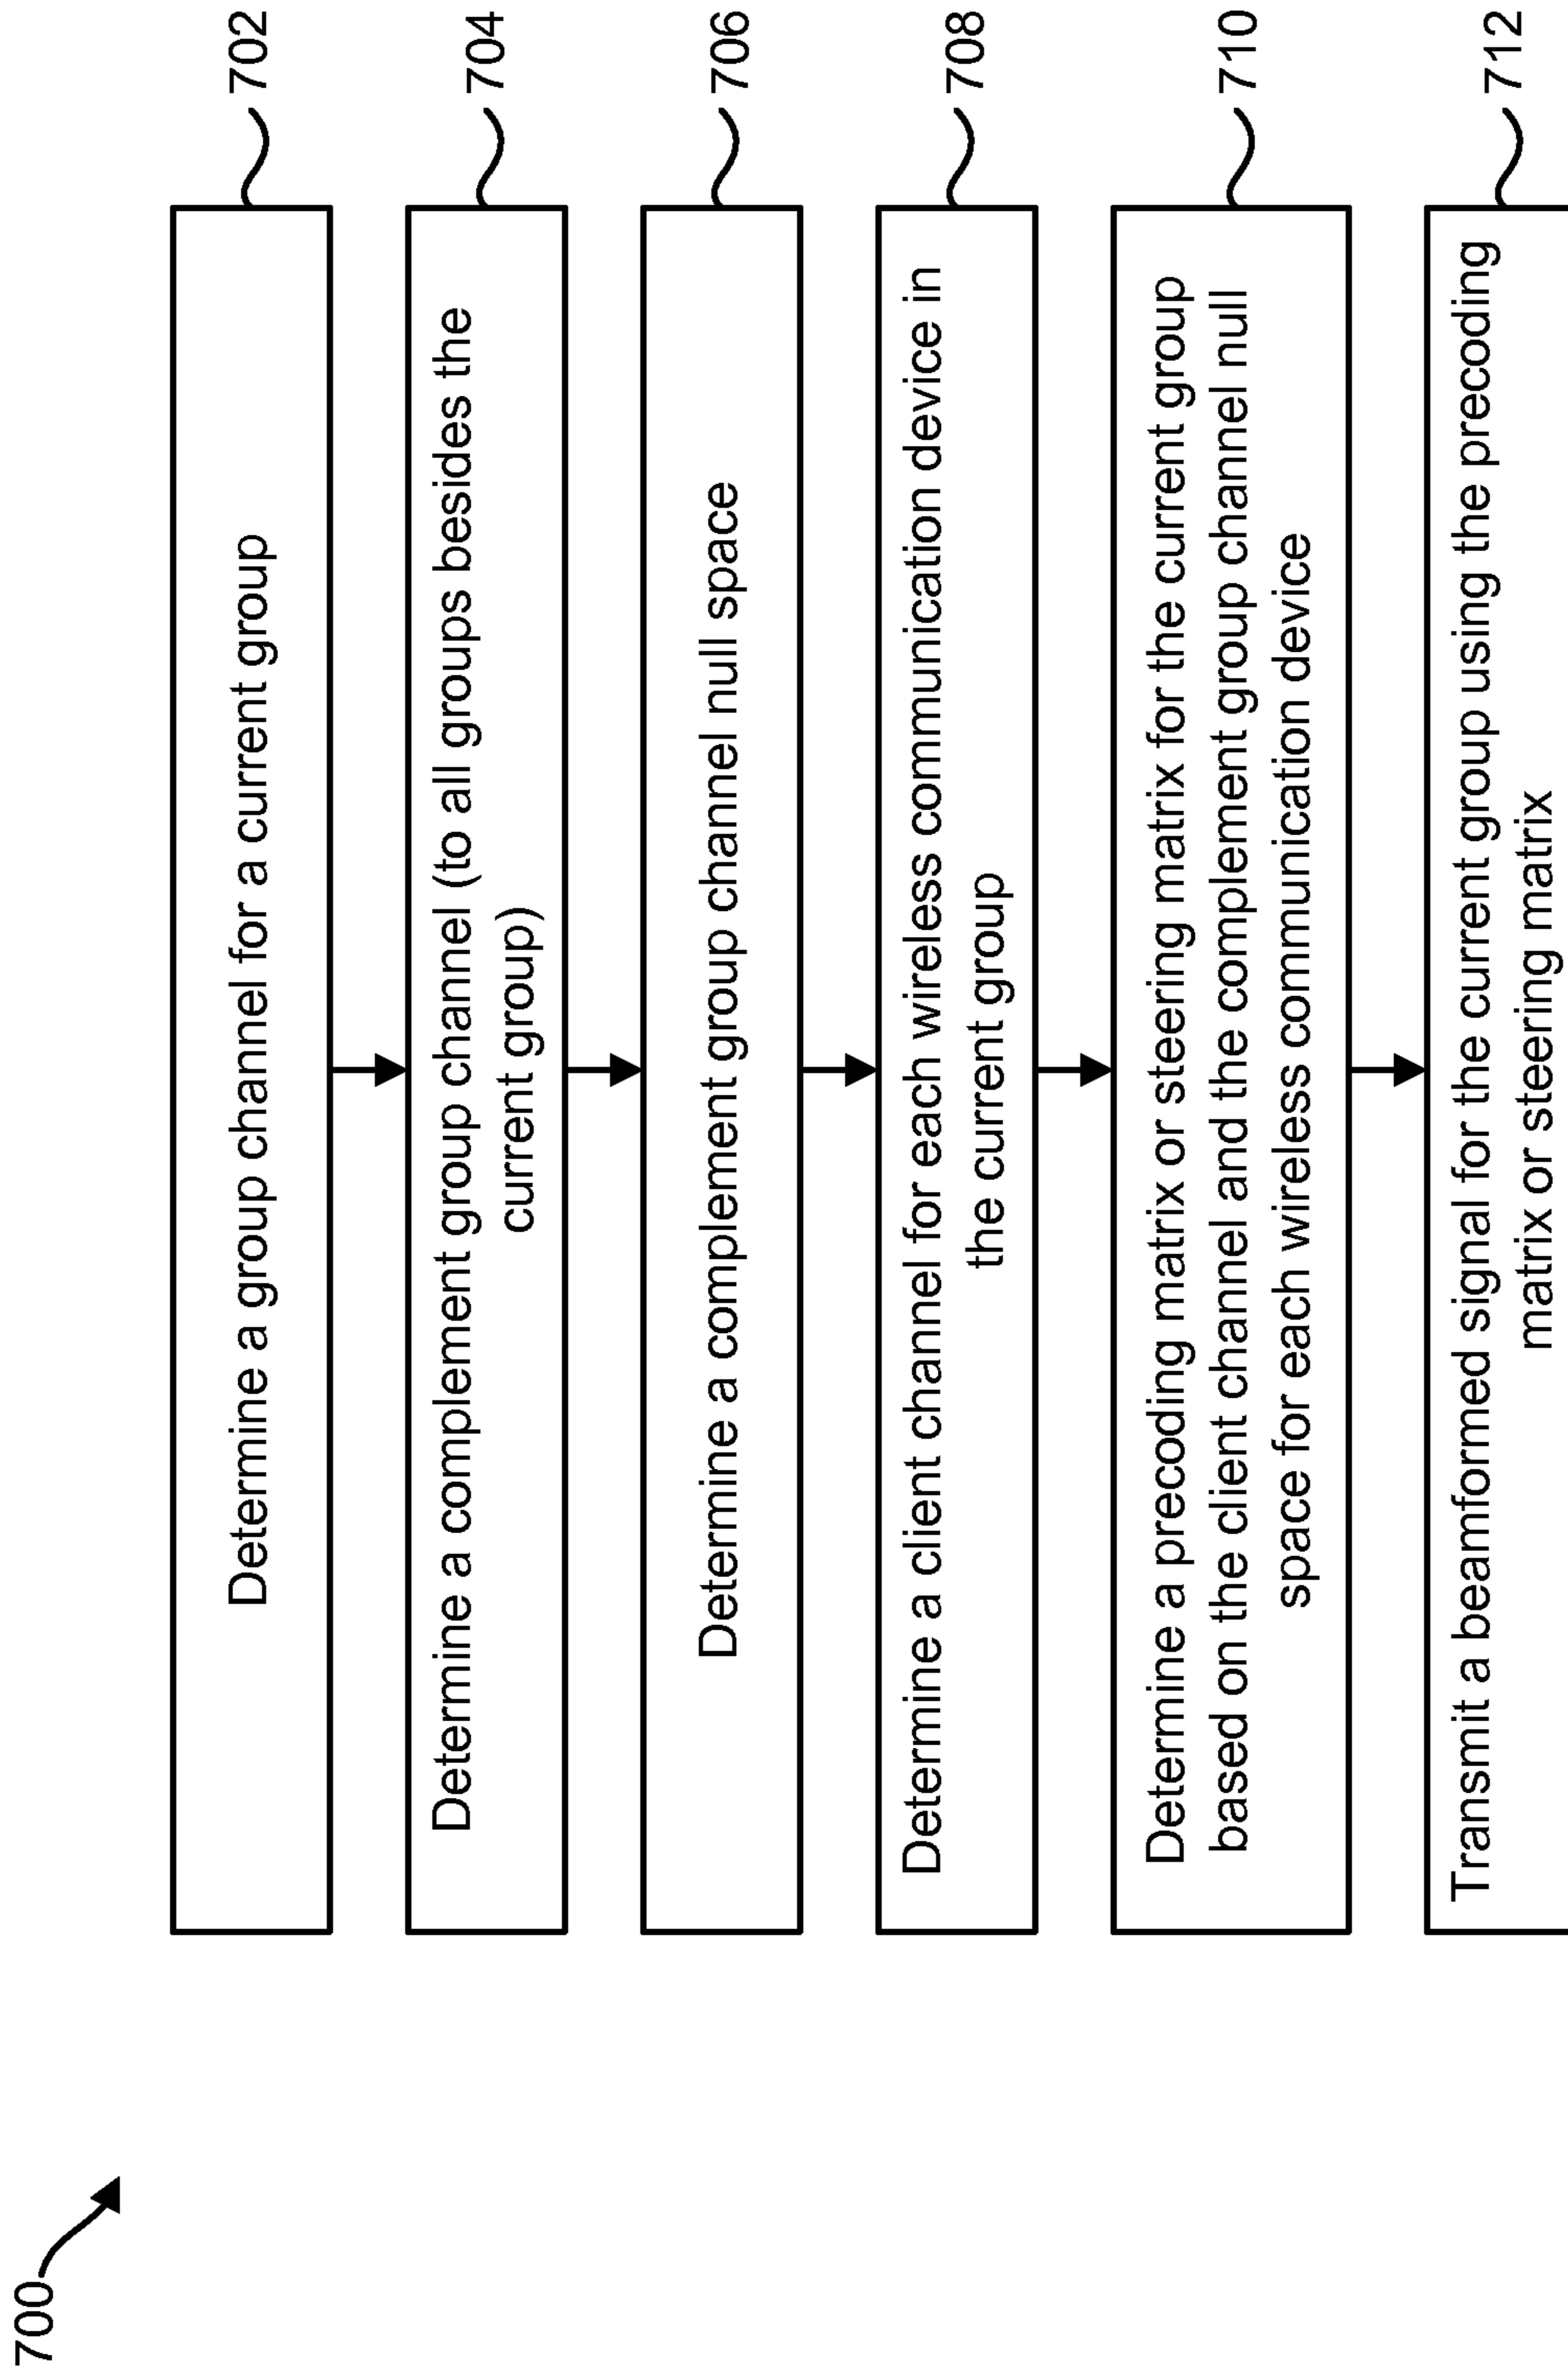 700
Determine a group channel for a current group
702
Determine a complement group channel (to all groups besides the
current group)
704
Determine a complement group channel null space
706
Determine a client channel for each wireless communication device in
the current group
708
Determine a precoding matrix or steering matrix for the current group
based on the client channel and the complement group channel null
space for each wireless communication device
710
Transmit a beamformed signal for the current group using the precoding
matrix or steering matrix
712